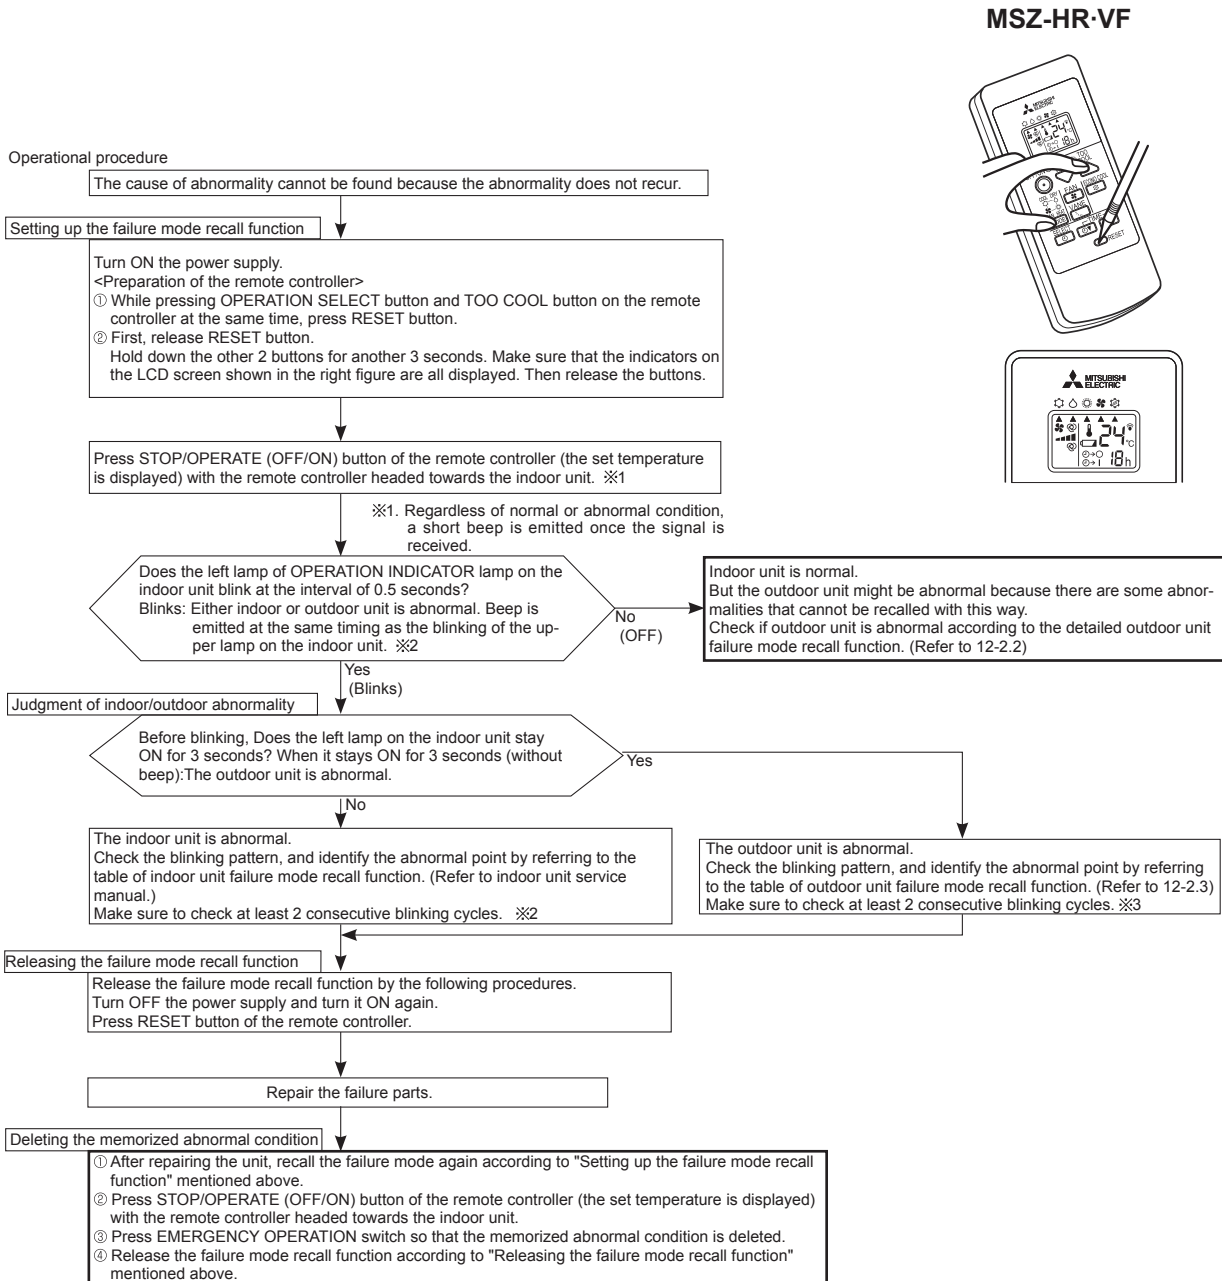 MSZ-HR·VF
MITSUBISHI
ELECTRIC
24°C
18h
TOO
COOL
FAN
ECONO COOL
COOL DRY
VANE
SELECT
TIME
RESET
MITSUBISHI
ELECTRIC
24°C
18h
Operational procedure
The cause of abnormality cannot be found because the abnormality does not recur.
Setting up the failure mode recall function
Turn ON the power supply.
<Preparation of the remote controller>
① While pressing OPERATION SELECT button and TOO COOL button on the remote
controller at the same time, press RESET button.
② First, release RESET button.
Hold down the other 2 buttons for another 3 seconds. Make sure that the indicators on
the LCD screen shown in the right figure are all displayed. Then release the buttons.
Press STOP/OPERATE (OFF/ON) button of the remote controller (the set temperature
is displayed) with the remote controller headed towards the indoor unit. ※1
※1. Regardless of normal or abnormal condition,
a short beep is emitted once the signal is
received.
Does the left lamp of OPERATION INDICATOR lamp on the
indoor unit blink at the interval of 0.5 seconds?
Blinks: Either indoor or outdoor unit is abnormal. Beep is
emitted at the same timing as the blinking of the up-
per lamp on the indoor unit. ※2
No
(OFF)
Indoor unit is normal.
But the outdoor unit might be abnormal because there are some abnor-
malities that cannot be recalled with this way.
Check if outdoor unit is abnormal according to the detailed outdoor unit
failure mode recall function. (Refer to 12-2.2)
Yes
(Blinks)
Judgment of indoor/outdoor abnormality
Before blinking, Does the left lamp on the indoor unit stay
ON for 3 seconds? When it stays ON for 3 seconds (without
beep):The outdoor unit is abnormal.
Yes
No
The indoor unit is abnormal.
Check the blinking pattern, and identify the abnormal point by referring to the
table of indoor unit failure mode recall function. (Refer to indoor unit service
manual.)
Make sure to check at least 2 consecutive blinking cycles. ※2
The outdoor unit is abnormal.
Check the blinking pattern, and identify the abnormal point by referring
to the table of outdoor unit failure mode recall function. (Refer to 12-2.3)
Make sure to check at least 2 consecutive blinking cycles. ※3
Releasing the failure mode recall function
Release the failure mode recall function by the following procedures.
Turn OFF the power supply and turn it ON again.
Press RESET button of the remote controller.
Repair the failure parts.
Deleting the memorized abnormal condition
① After repairing the unit, recall the failure mode again according to "Setting up the failure mode recall
function" mentioned above.
② Press STOP/OPERATE (OFF/ON) button of the remote controller (the set temperature is displayed)
with the remote controller headed towards the indoor unit.
③ Press EMERGENCY OPERATION switch so that the memorized abnormal condition is deleted.
④ Release the failure mode recall function according to "Releasing the failure mode recall function"
mentioned above.